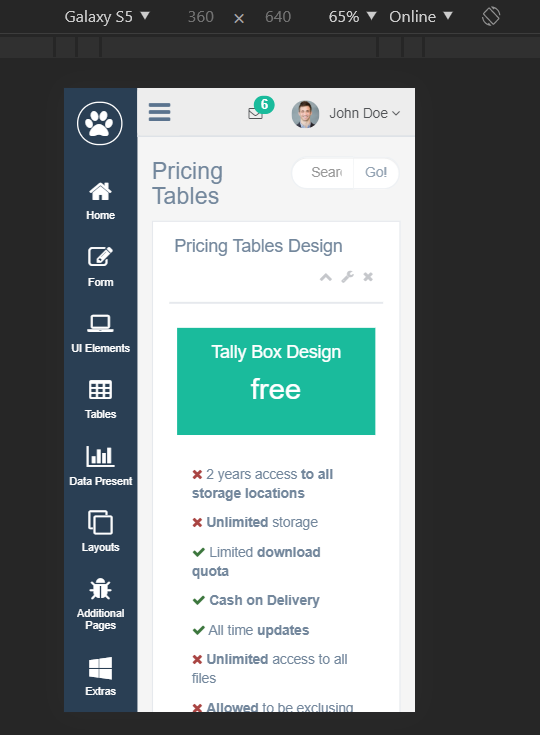 Galaxy S5 ▼ 360 × 640 65% ▼ Online ▼
6
John Doe
Pricing
Tables
Sear Go!
Pricing Tables Design
Home
Form
UI Elements
Tables
Data Present
Layouts
Additional
Pages
Extras
Tally Box Design
free
2 years access to all
storage locations
Unlimited storage
Limited download
quota
Cash on Delivery
All time updates
Unlimited access to all
files
Allowed to be exclusing